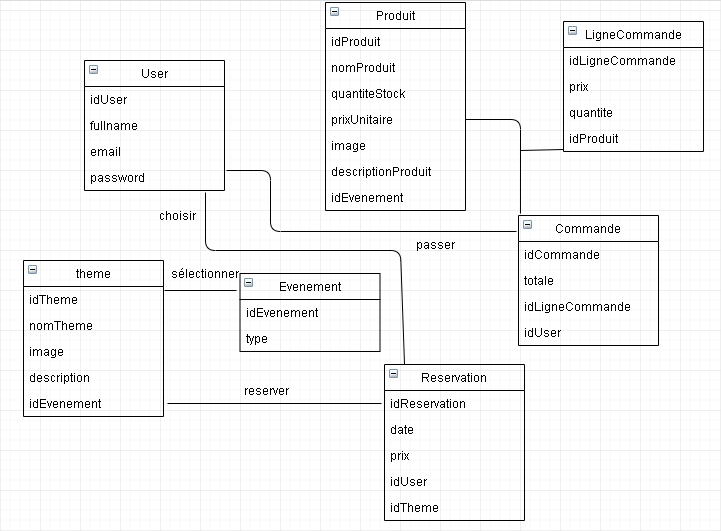 Produit
idProduit
nomProduit
quantiteStock
prixUnitaire
image
descriptionProduit
idEvenement
LigneCommande
idLigneCommande
prix
quantite
idProduit
User
idUser
fullname
email
password
choisir
passer
Commande
idCommande
totale
idLigneCommande
idUser
theme
idTheme
nomTheme
image
description
idEvenement
sélectionner
Evenement
idEvenement
type
reserver
Reservation
idReservation
date
prix
idUser
idTheme